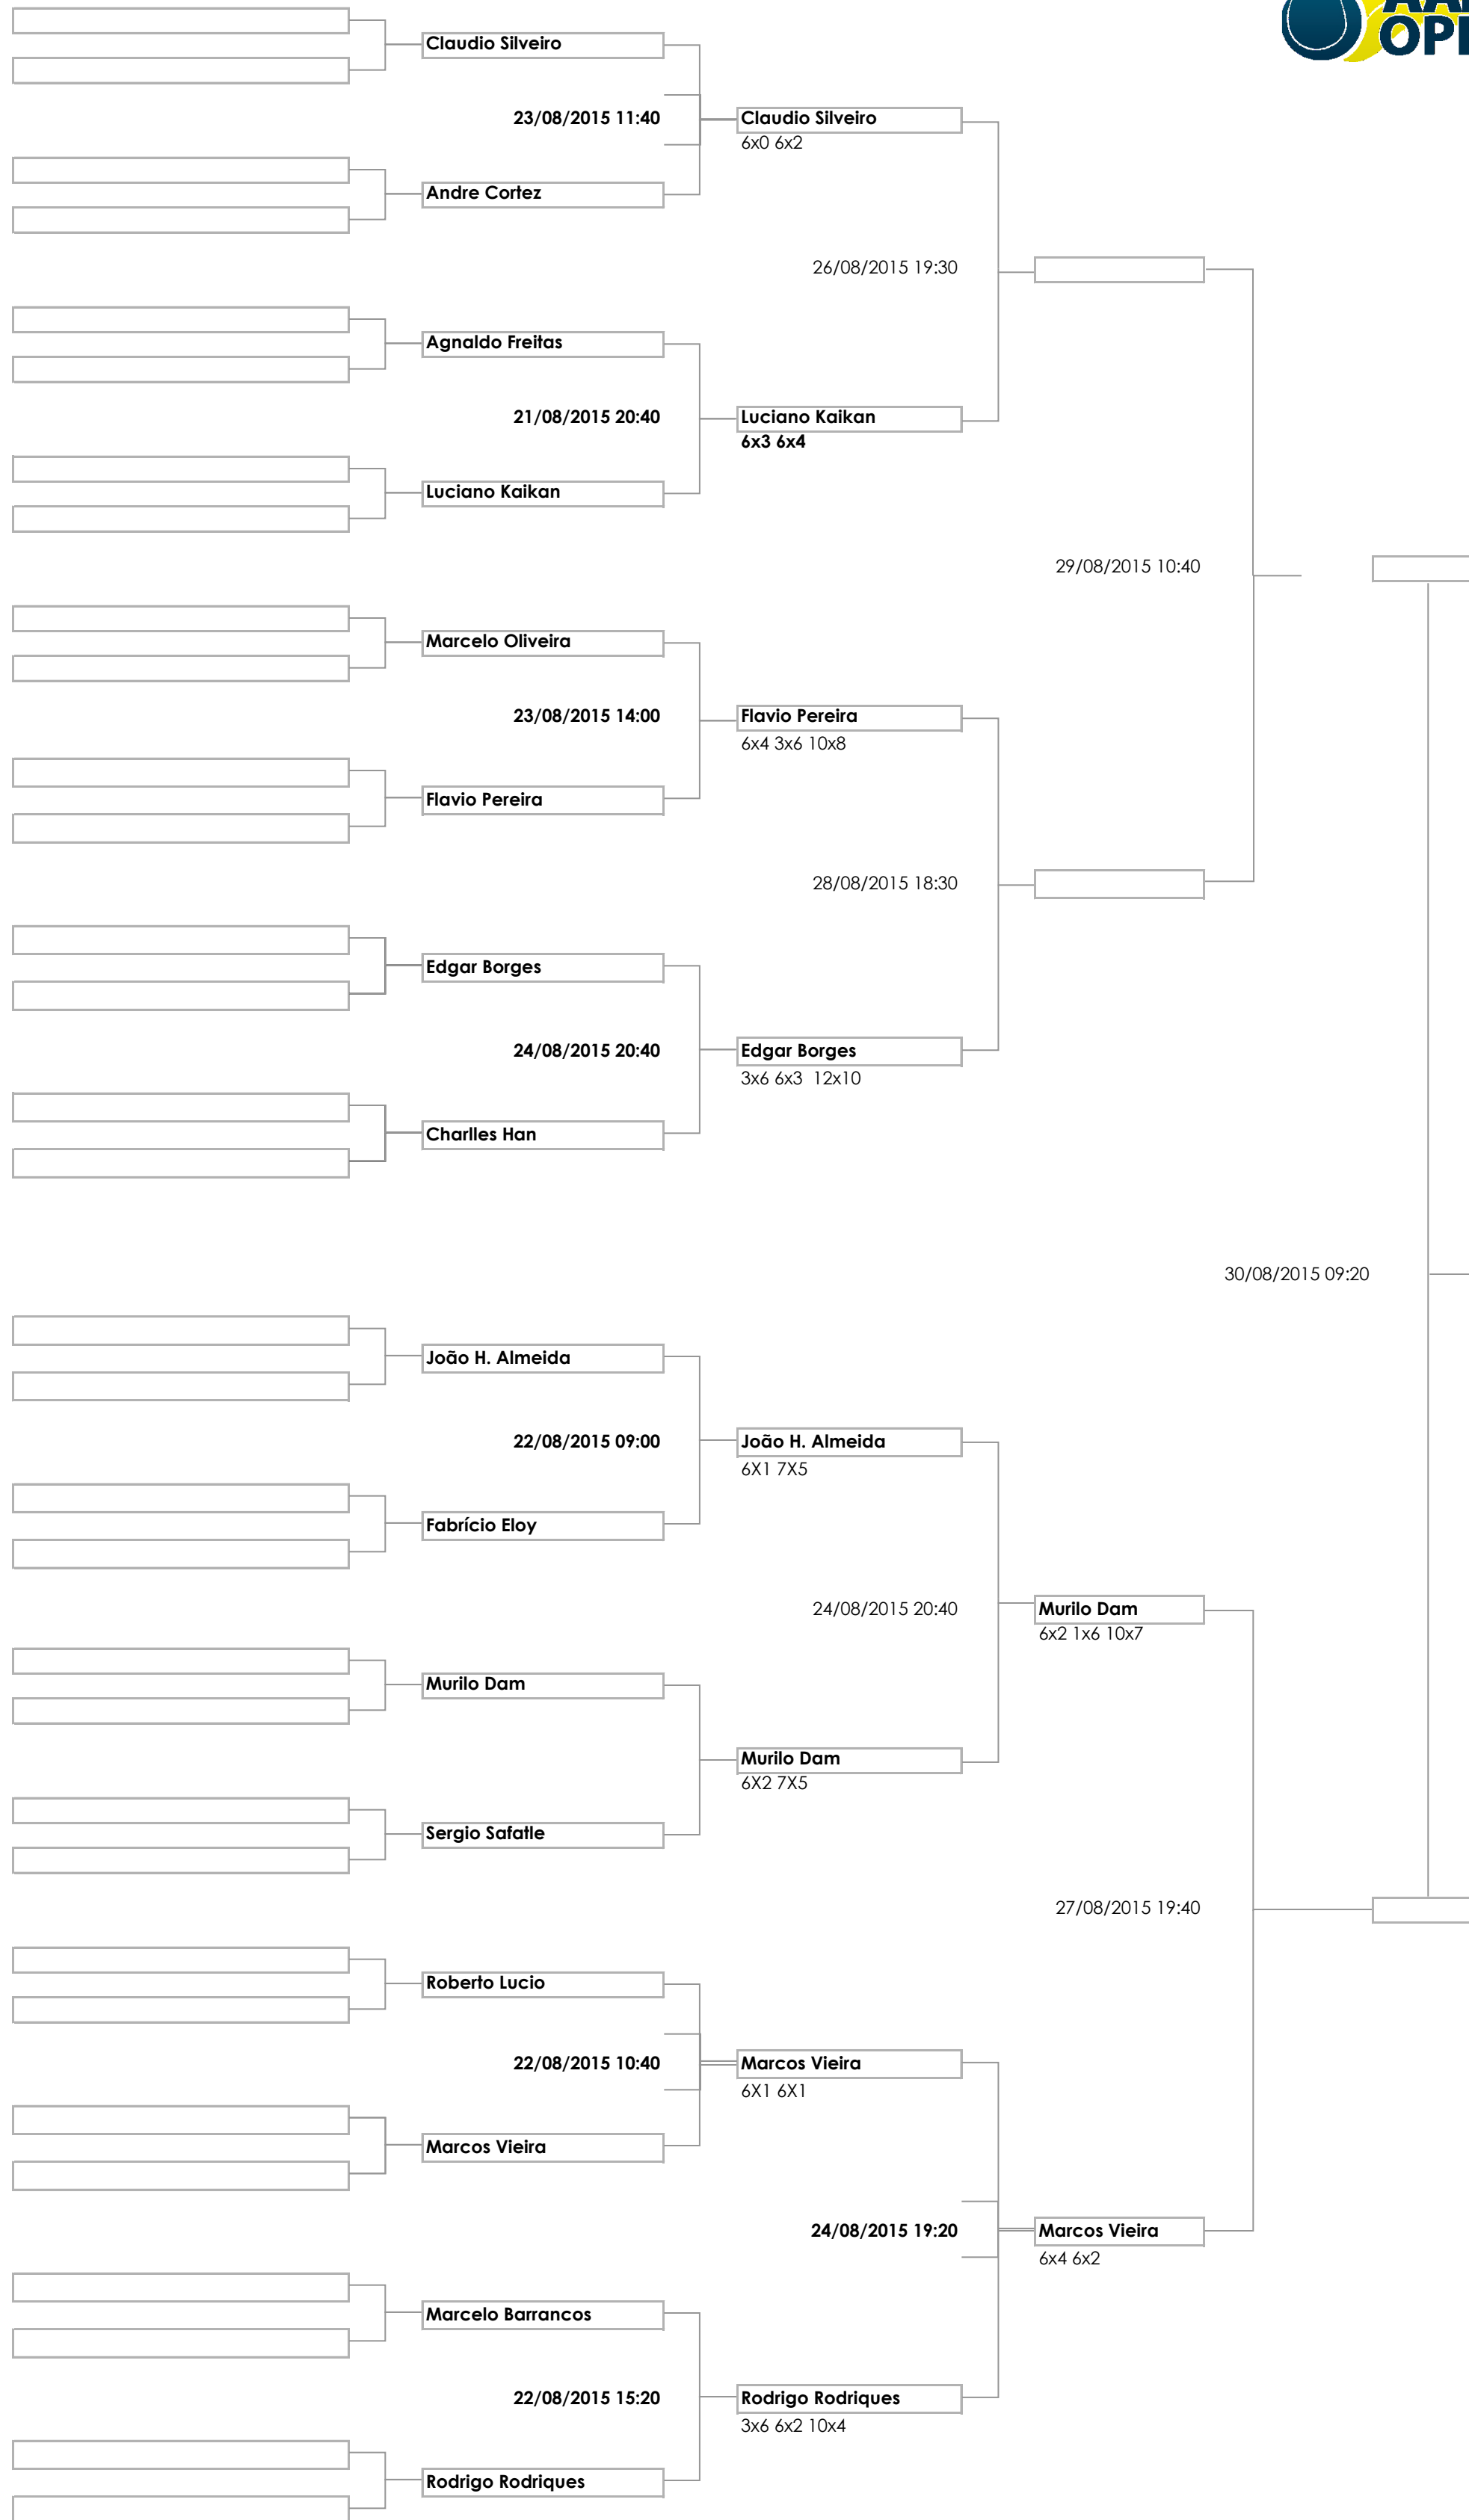 OPE
Claudio Silveiro
23/08/2015 11:40
Claudio Silveiro
6x0 6x2
Andre Cortez
26/08/2015 19:30
Agnaldo Freitas
21/08/2015 20:40
Luciano Kaikan
6x3 6x4
Luciano Kaikan
29/08/2015 10:40
Marcelo Oliveira
23/08/2015 14:00
Flavio Pereira
6x4 3x6 10x8
Flavio Pereira
28/08/2015 18:30
Edgar Borges
24/08/2015 20:40
Edgar Borges
3x6 6x3  12x10
Charlles Han
30/08/2015 09:20
João H. Almeida
22/08/2015 09:00
João H. Almeida
6X1 7X5
Fabrício Eloy
24/08/2015 20:40
Murilo Dam
6x2 1x6 10x7
Murilo Dam
Murilo Dam
6X2 7X5
Sergio Safatle
27/08/2015 19:40
Roberto Lucio
22/08/2015 10:40
Marcos Vieira
6X1 6X1
Marcos Vieira
24/08/2015 19:20
Marcos Vieira
6x4 6x2
Marcelo Barrancos
22/08/2015 15:20
Rodrigo Rodriques
3x6 6x2 10x4
Rodrigo Rodriques